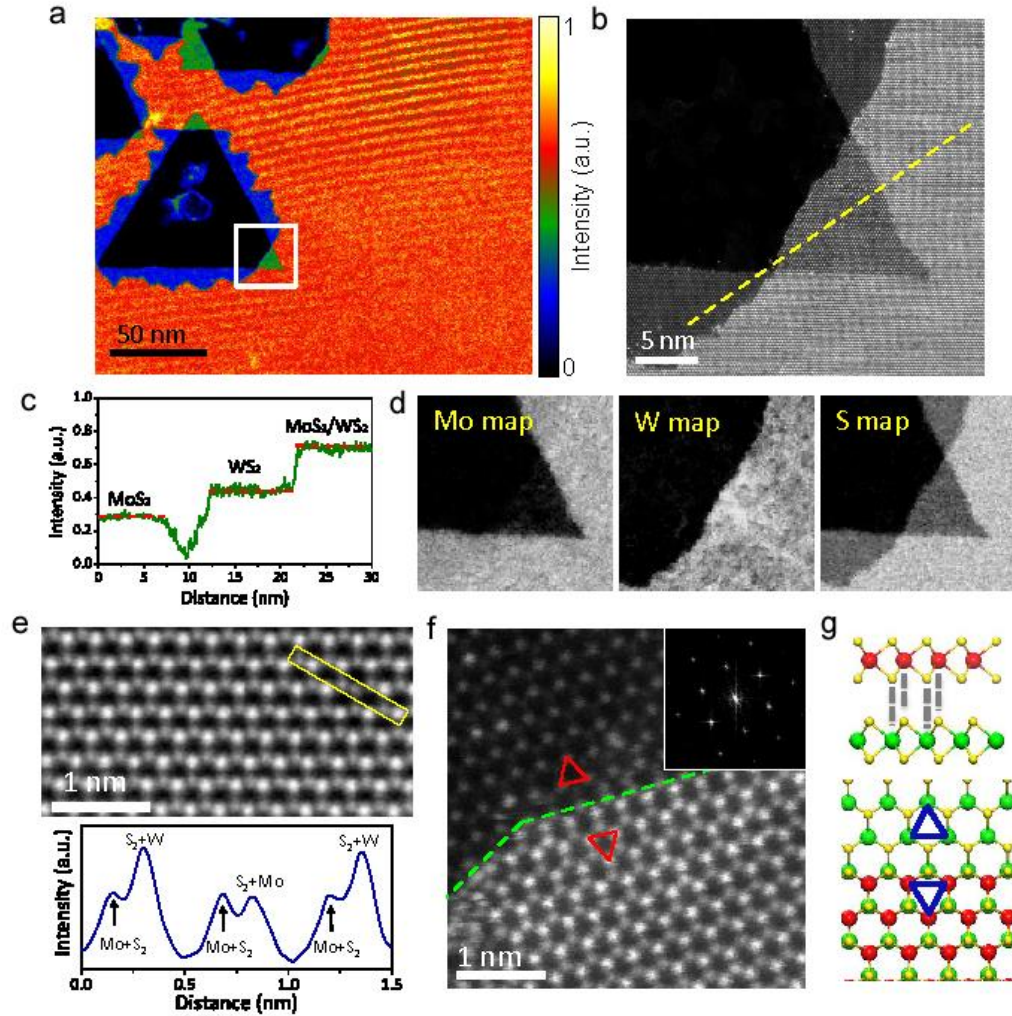 a
1
Intensity (a.u.)
0
50 nm
b
5 nm
c
Intensity (a.u.)
1.0
0.8
0.6
0.4
0.2
0.0
MoS₂
WS₂
MoS₂/WS₂
0 5 10 15 20 25 30
Distance (nm)
d
Mo map
W map
S map
e
1 nm
Intensity (a.u.)
S₂+W
S₂+Mo
S₂+W
Mo+S₂
Mo+S₂
Mo+S₂
0.0 0.5 1.0 1.5
Distance (nm)
f
1 nm
g